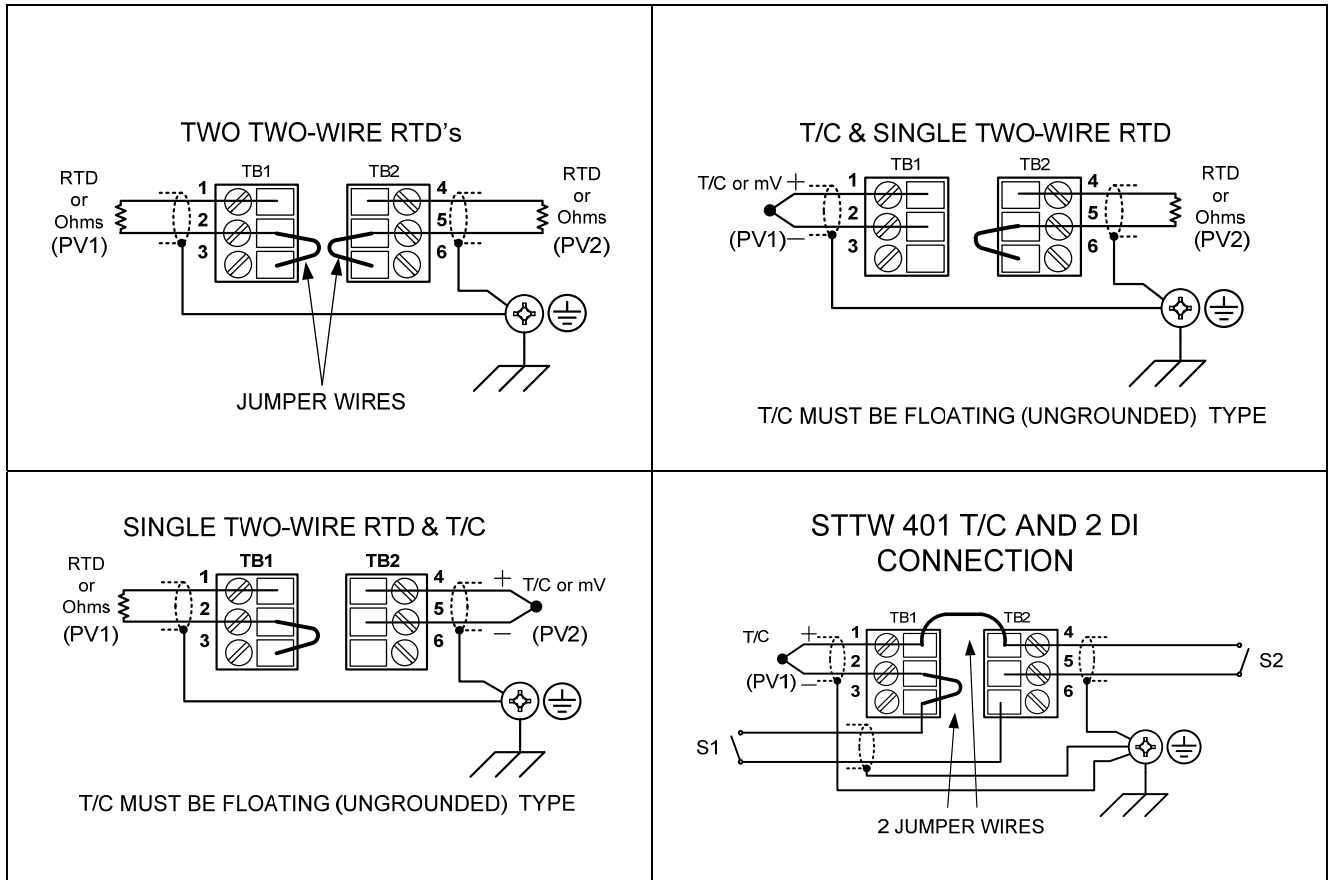 TWO TWO-WIRE RTD's
TB1
TB2
RTD
or
Ohms
(PV1)
1
2
3
4
5
6
RTD
or
Ohms
(PV2)
JUMPER WIRES
T/C & SINGLE TWO-WIRE RTD
TB1
TB2
T/C or mV +
(PV1) –
1
2
3
4
5
6
RTD
or
Ohms
(PV2)
T/C MUST BE FLOATING (UNGROUNDED) TYPE
SINGLE TWO-WIRE RTD & T/C
TB1
TB2
RTD
or
Ohms
(PV1)
1
2
3
4
5
6
+ T/C or mV
– (PV2)
T/C MUST BE FLOATING (UNGROUNDED) TYPE
STTW 401 T/C AND 2 DI
CONNECTION
TB1
TB2
T/C +
(PV1) –
1
2
3
4
5
6
S2
S1
2 JUMPER WIRES